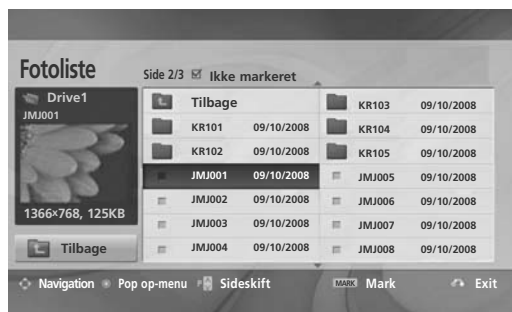 Fotoliste
Side 2/3 Ikke markeret
Drive1
JMJ001
1366×768, 125KB
Tilbage
Tilbage
KR101 09/10/2008
KR102 09/10/2008
JMJ001 09/10/2008
JMJ002 09/10/2008
JMJ003 09/10/2008
JMJ004 09/10/2008
KR103 09/10/2008
KR104 09/10/2008
KR105 09/10/2008
JMJ005 09/10/2008
JMJ006 09/10/2008
JMJ007 09/10/2008
JMJ008 09/10/2008
Navigation Pop op-menu P Sideskift MARK Mark Exit